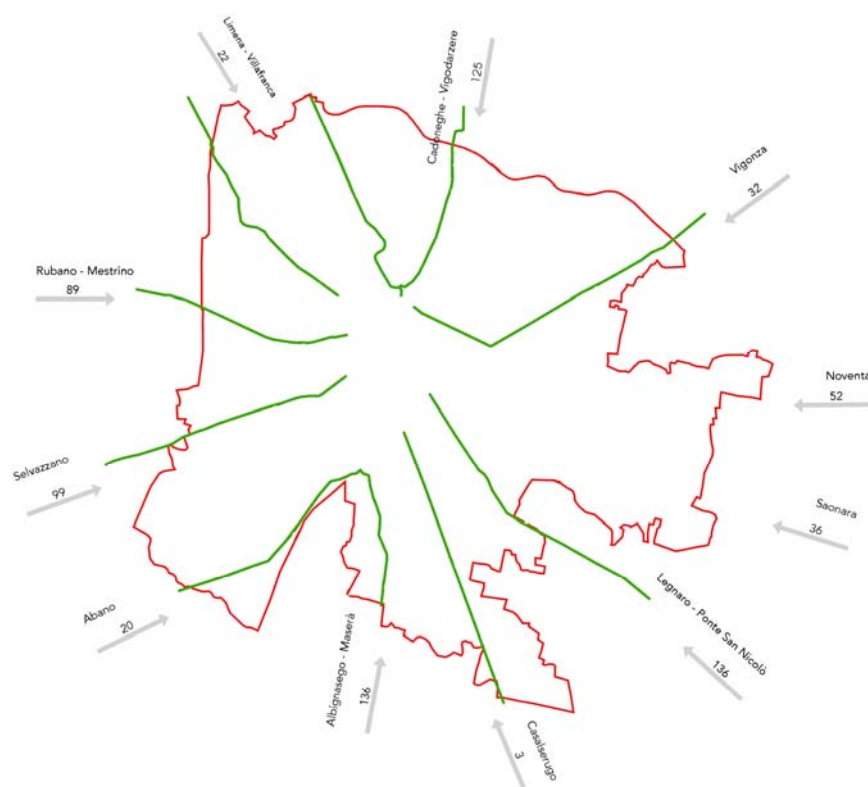 Limena - Villafranca
22
Cadoneghe - Vigodarzere
125
Vigonza
32
Rubano - Mestrino
89
Noventa
52
Selvazzano
99
Saonara
36
Abano
20
Legnaro - Ponte San Nicolò
136
Albignasego - Maserà
136
Casalserugo
3